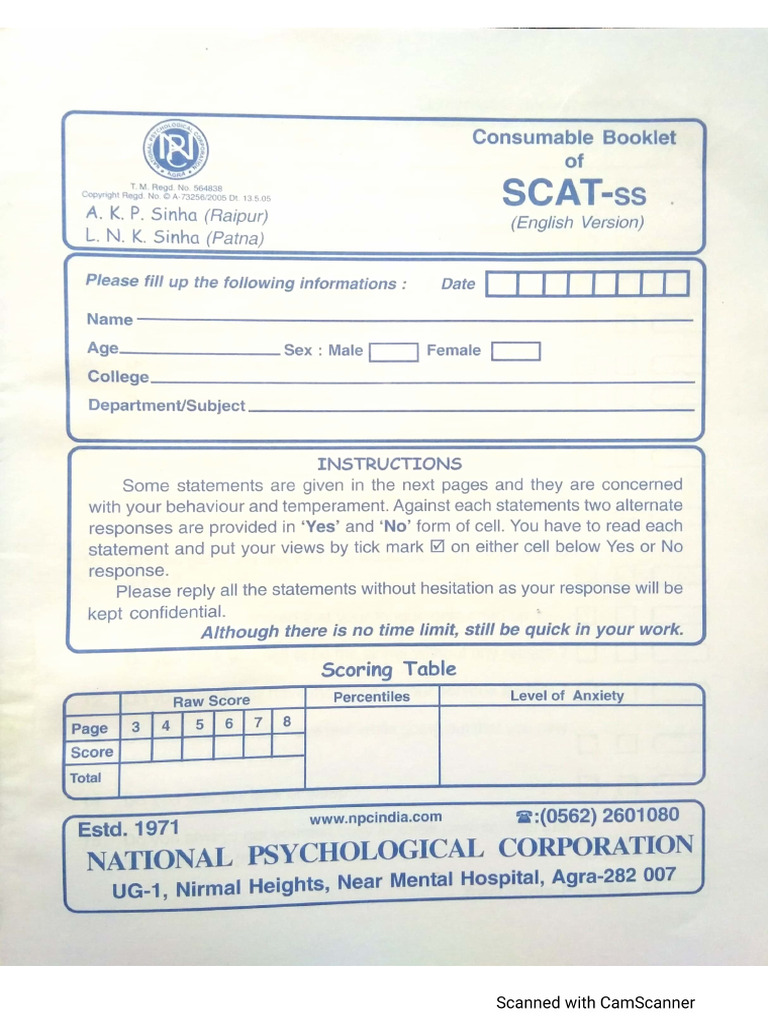 NATIONAL PSYCHOLOGICAL CORPORATION
NPC
AGRA
T. M. Regd. No. 564838
Copyright Regd. No. © A-73256/2005 Dt. 13.5.05
A. K. P. Sinha (Raipur)
L. N. K. Sinha (Patna)
Consumable Booklet
of
SCAT-ss
(English Version)
Please fill up the following informations : Date
Name
Age Sex : Male Female
College
Department/Subject
INSTRUCTIONS
Some statements are given in the next pages and they are concerned
with your behaviour and temperament. Against each statements two alternate
responses are provided in 'Yes' and 'No' form of cell. You have to read each
statement and put your views by tick mark ☑ on either cell below Yes or No
response.
Please reply all the statements without hesitation as your response will be
kept confidential.
Although there is no time limit, still be quick in your work.
Scoring Table
Raw Score Percentiles Level of Anxiety
Page 3 4 5 6 7 8
Score
Total
Estd. 1971 www.npcindia.com ☎:(0562) 2601080
NATIONAL PSYCHOLOGICAL CORPORATION
UG-1, Nirmal Heights, Near Mental Hospital, Agra-282 007
Scanned with CamScanner